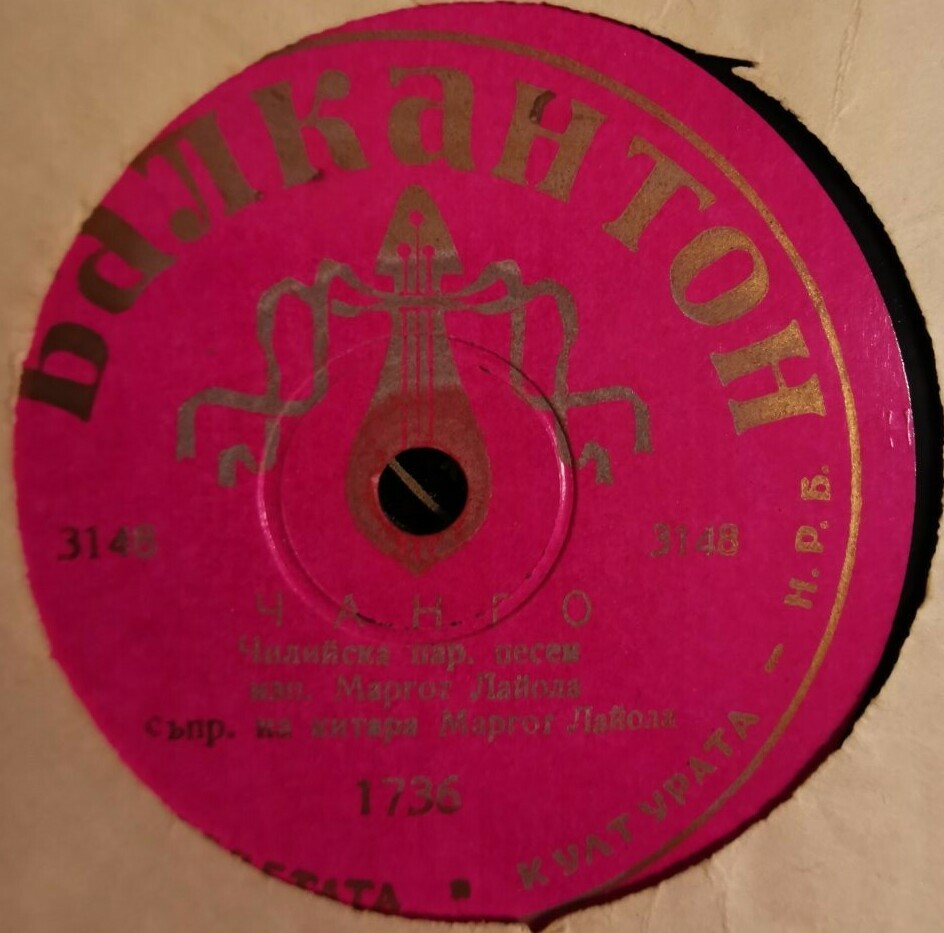 Балкантон
3148 3148
ЧАНГО
Чилийска нар. песен
изп. Маргот Лайола
съпр. на китара Маргот Лайола
1736
КУЛТУРАТА – Н.Р.Б.